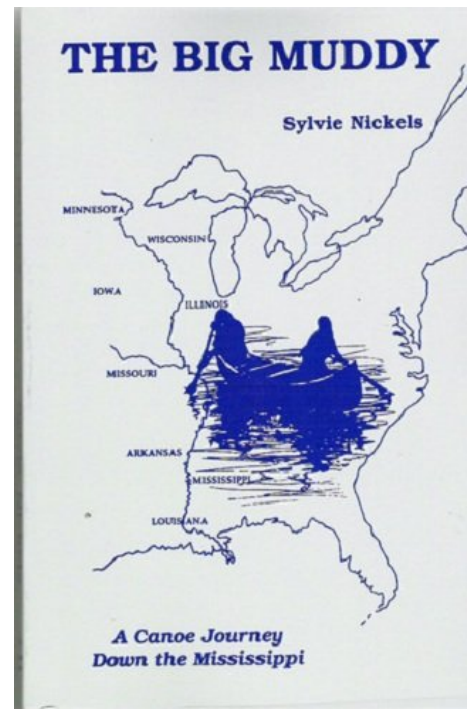 THE BIG MUDDY
Sylvie Nickels
MINNESOTA
WISCONSIN
IOWA
ILLINOIS
MISSOURI
ARKANSAS
MISSISSIPPI
LOUISIANA
A Canoe Journey
Down the Mississippi